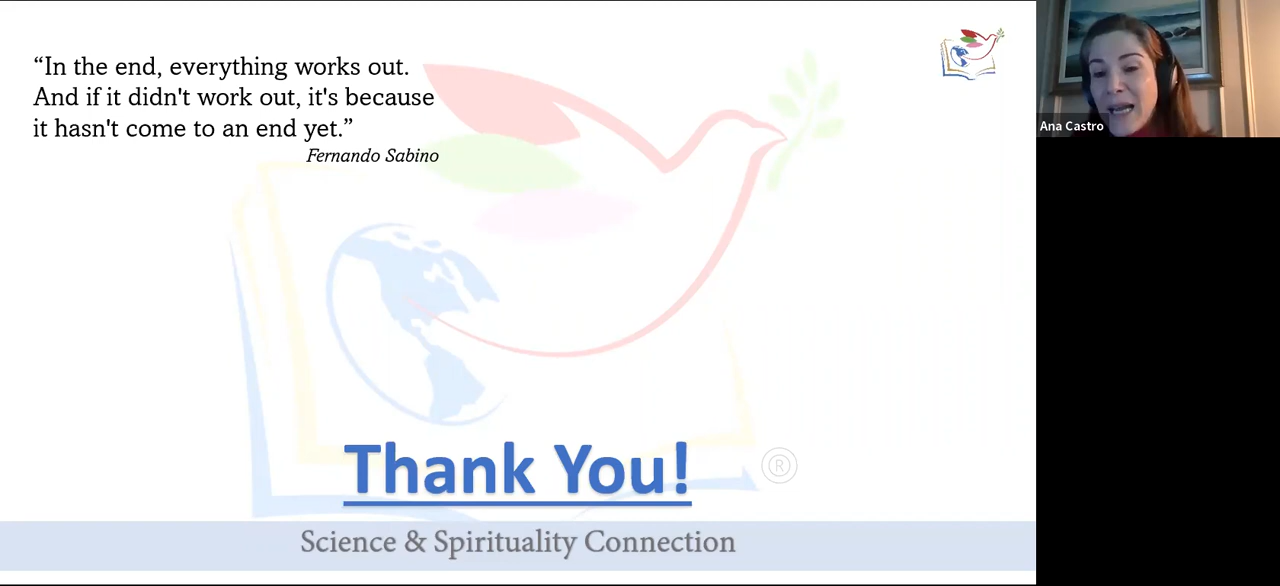 “In the end, everything works out.
And if it didn't work out, it's because
it hasn't come to an end yet.”
Fernando Sabino
Ana Castro
Thank You!
®
Science & Spirituality Connection